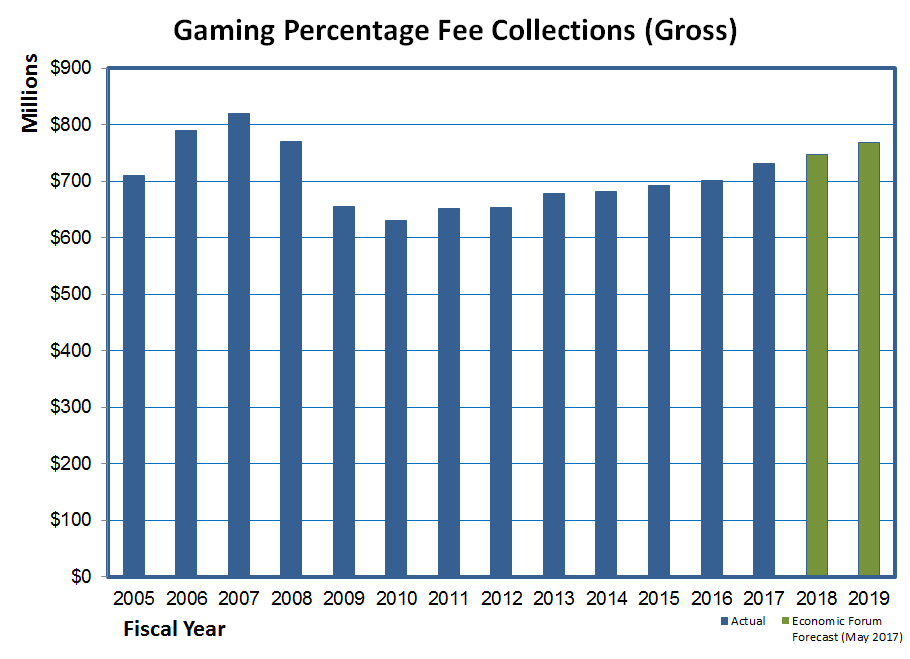 Gaming Percentage Fee Collections (Gross)
Millions
$900
$800
$700
$600
$500
$400
$300
$200
$100
$0
2005 2006 2007 2008 2009 2010 2011 2012 2013 2014 2015 2016 2017 2018 2019
Fiscal Year
Actual
Economic Forum
Forecast (May 2017)